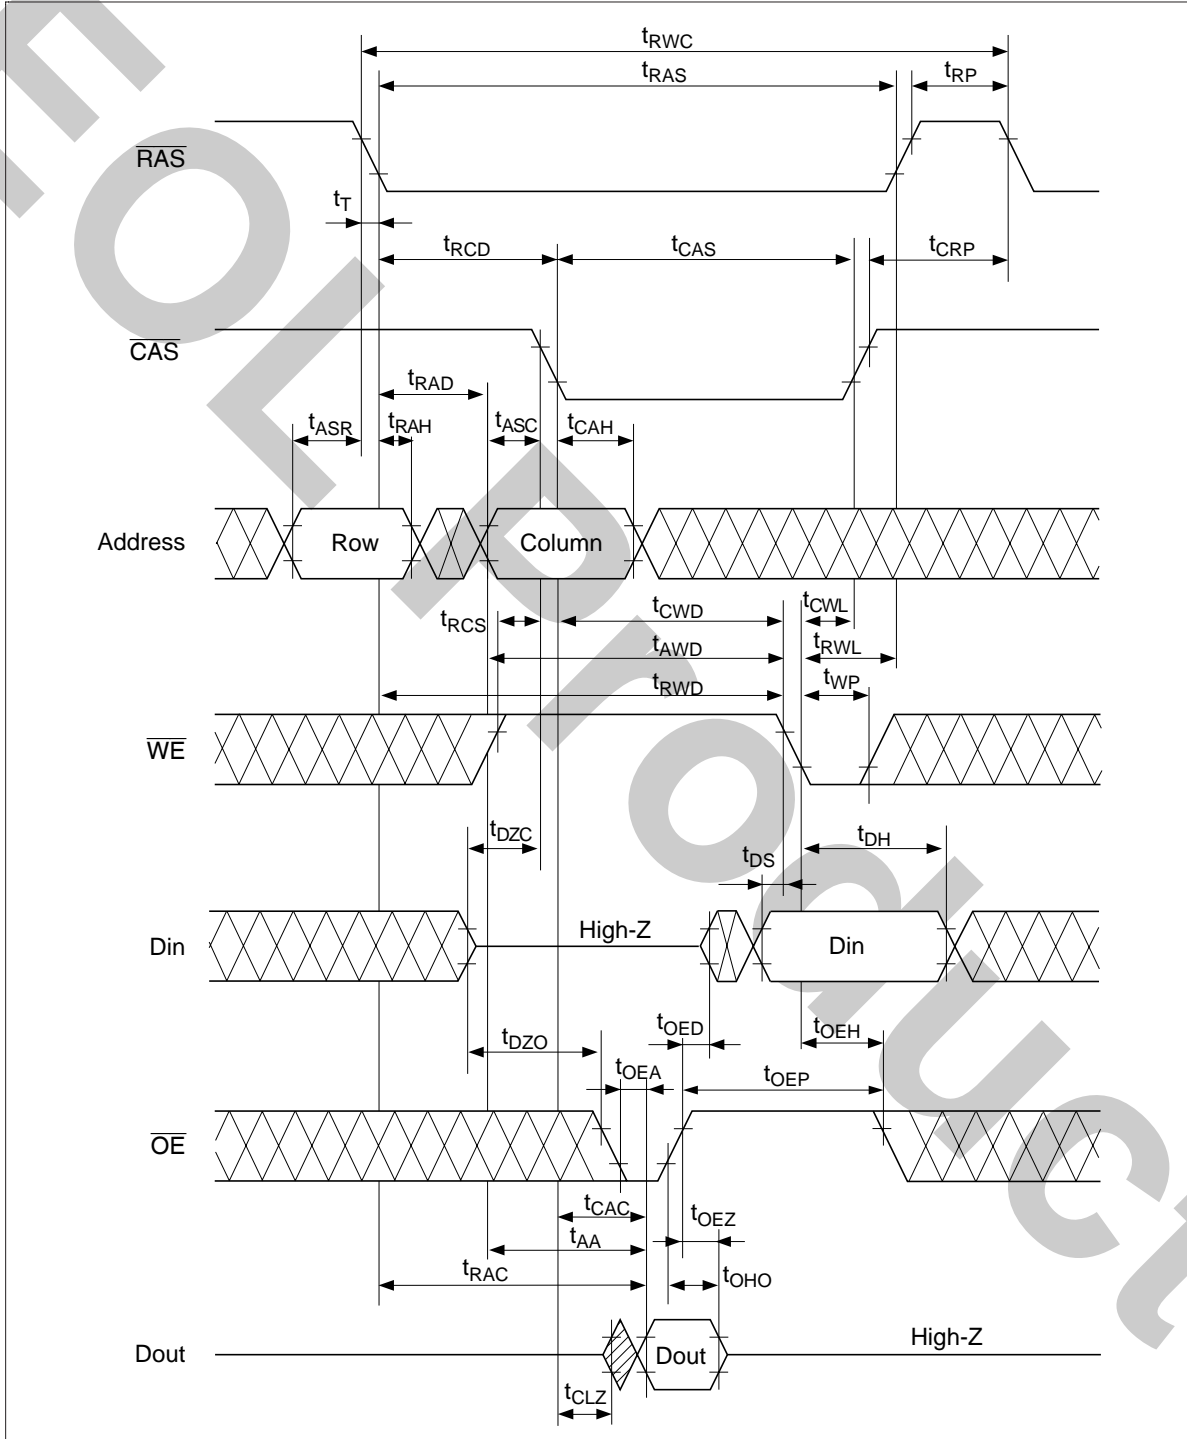 EOL Product
tRWC
tRAS
tRP
RAS
tT
tRCD
tCAS
tCRP
CAS
tRAD
tASR
tRAH
tASC
tCAH
Address
Row
Column
tRCS
tCWD
tCWL
tAWD
tRWL
tRWD
tWP
WE
tDZC
tDS
tDH
Din
High-Z
Din
tDZO
tOED
tOEH
tOEA
tOEP
OE
tCAC
tOEZ
tAA
tRAC
tOHO
Dout
Dout
High-Z
tCLZ